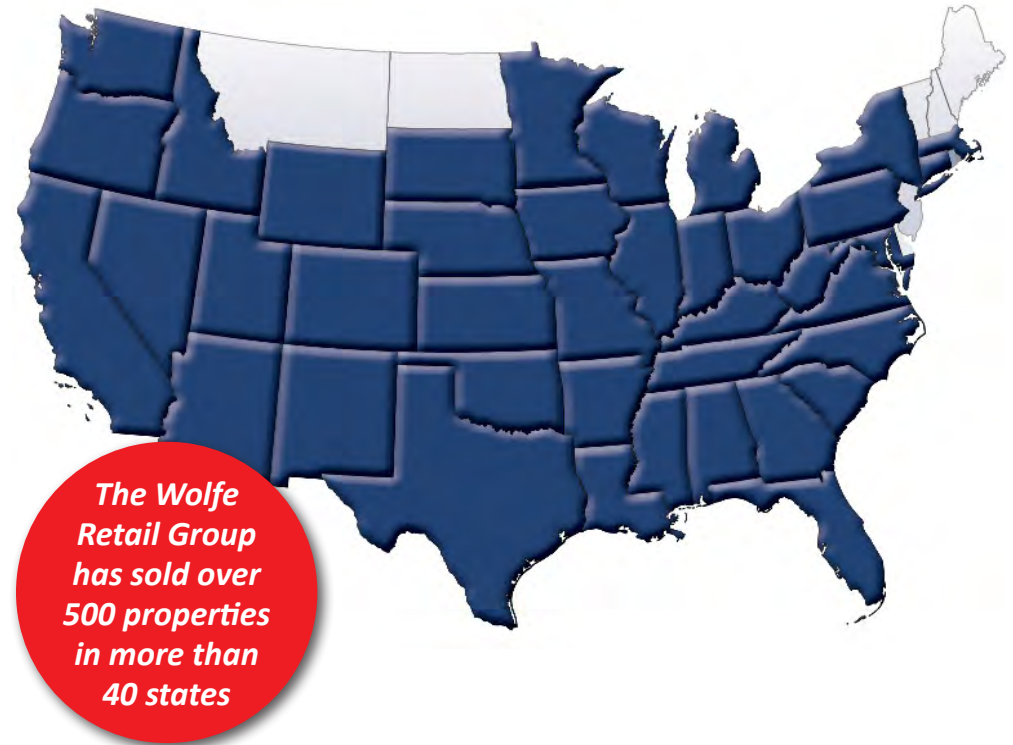 The Wolfe
Retail Group
has sold over
500 properties
in more than
40 states